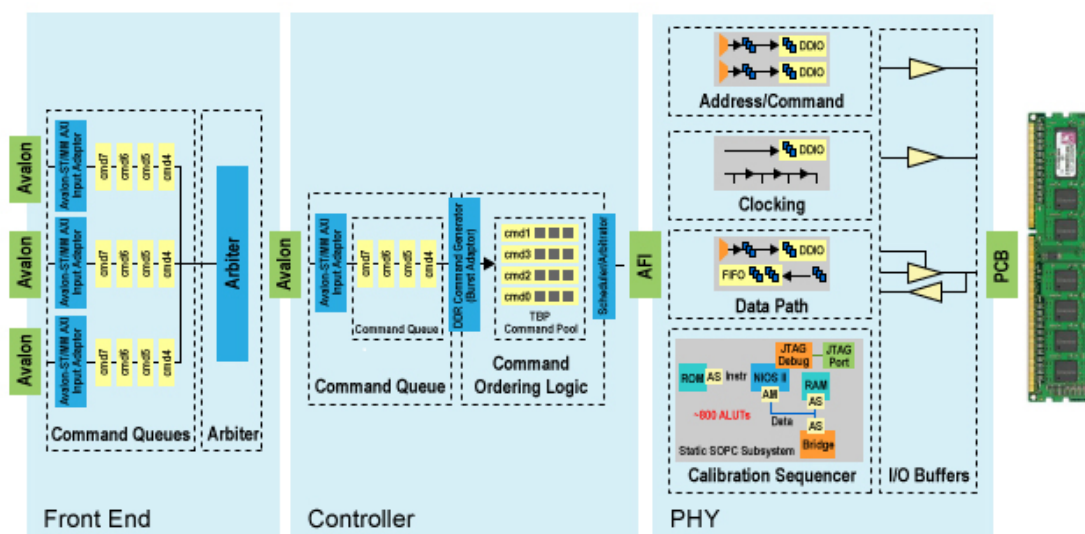 Avalon
Avalon-ST/MM AXI
Input Adaptor
cmd7
cmd6
cmd5
cmd4
Avalon
Avalon-ST/MM AXI
Input Adaptor
cmd7
cmd6
cmd5
cmd4
Avalon
Avalon-ST/MM AXI
Input Adaptor
cmd7
cmd6
cmd5
cmd4
Command Queues
Arbiter
Arbiter
Front End
Avalon
Avalon-ST/MM AXI
Input Adaptor
cmd7
cmd6
cmd5
cmd4
Command Queue
Command Queue
DDR Command Generator
(Burst Adaptor)
cmd1
cmd3
cmd2
cmd0
TBP
Command Pool
Command
Ordering Logic
Scheduler/Arbitrator
Controller
AFI
DDIO
DDIO
Address/Command
DDIO
Clocking
DDIO
FIFO
Data Path
JTAG
Debug
JTAG
Port
ROM
AS
Instr
NIOS II
RAM
AM
AS
~800 ALUTs
Data
AS
Bridge
Static SOPC Subsystem
Calibration Sequencer
I/O Buffers
PHY
PCB